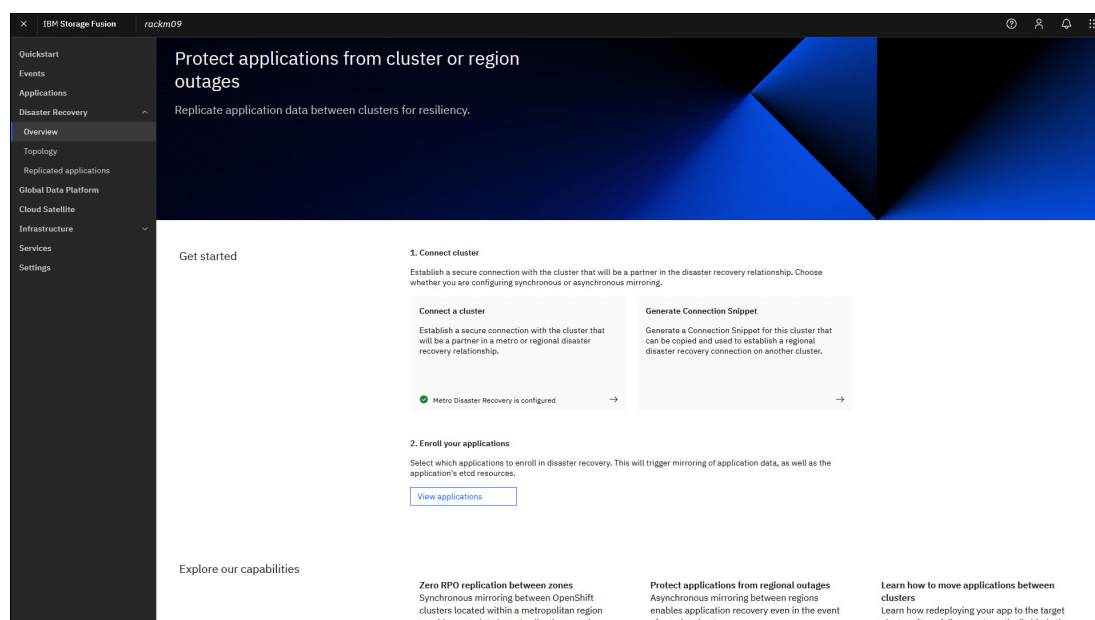 IBM Storage Fusion rackm09
Quickstart
Events
Applications
Disaster Recovery
Overview
Topology
Replicated applications
Global Data Platform
Cloud Satellite
Infrastructure
Services
Settings
Protect applications from cluster or region
outages
Replicate application data between clusters for resiliency.
Get started
1. Connect cluster
Establish a secure connection with the cluster that will be a partner in the disaster recovery relationship. Choose
whether you are configuring synchronous or asynchronous mirroring.
Connect a cluster
Establish a secure connection with the cluster that
will be a partner in a metro or regional disaster
recovery relationship.
Metro Disaster Recovery is configured
Generate Connection Snippet
Generate a Connection Snippet for this cluster that
can be copied and used to establish a regional
disaster recovery connection on another cluster.
2. Enroll your applications
Select which applications to enroll in disaster recovery. This will trigger mirroring of application data, as well as the
application's etcd resources.
View applications
Explore our capabilities
Zero RPO replication between zones
Synchronous mirroring between OpenShift
clusters located within a metropolitan region
Protect applications from regional outages
Asynchronous mirroring between regions
enables application recovery even in the event
Learn how to move applications between
clusters
Learn how redeploying your app to the target